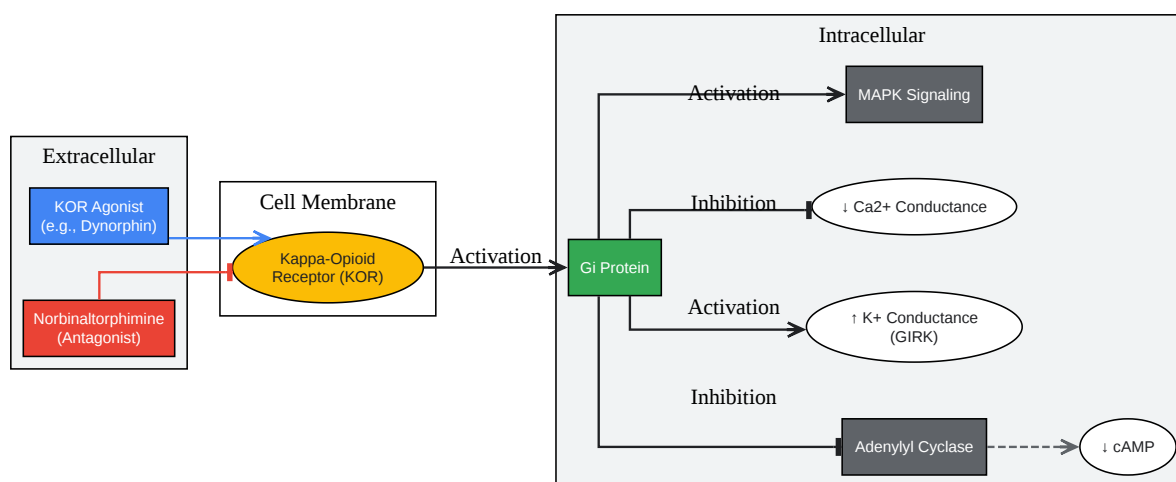 Intracellular
Activation
MAPK Signaling
Extracellular
KOR Agonist
(e.g., Dynorphin)
Cell Membrane
Inhibition
↓ Ca2+ Conductance
Kappa-Opioid
Receptor (KOR)
Activation
Gi Protein
Norbinaltorphimine
(Antagonist)
Activation
↑ K+ Conductance
(GIRK)
Inhibition
Adenylyl Cyclase
↓ cAMP